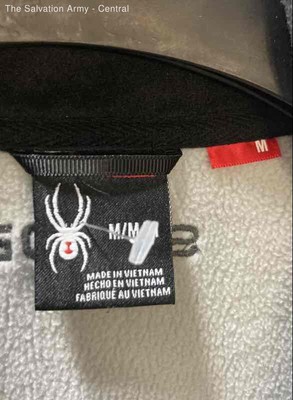 The Salvation Army - Central
M
M/M
MADE IN VIETNAM
HECHO EN VIETNAM
FABRIQUÉ AU VIETNAM